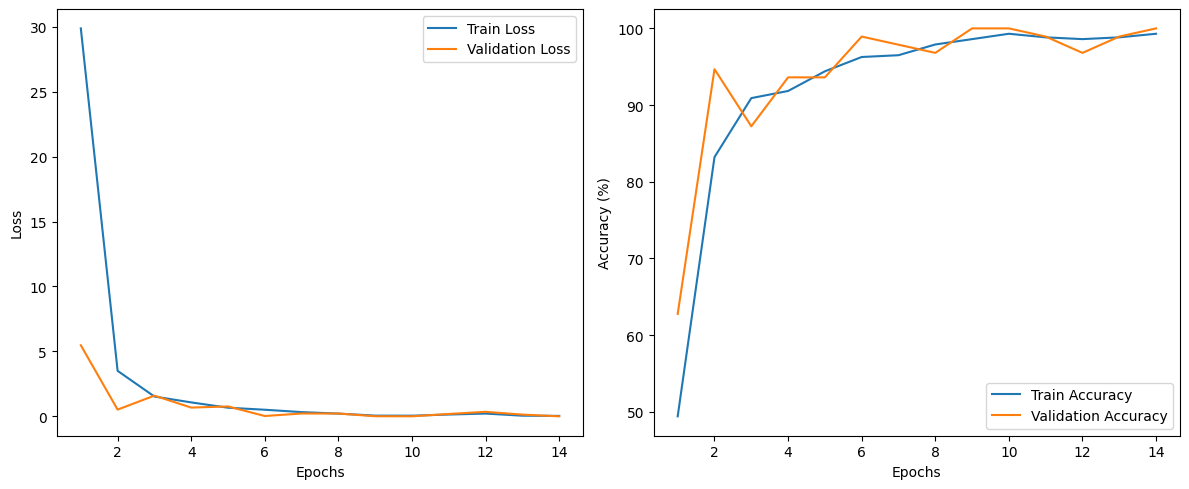 30
25
20
15
10
5
0
Loss
2 4 6 8 10 12 14
Epochs
Train Loss
Validation Loss
100
90
80
70
60
50
Accuracy (%)
2 4 6 8 10 12 14
Epochs
Train Accuracy
Validation Accuracy